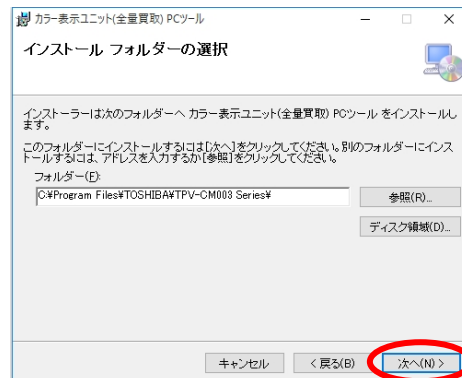 カラー表示ユニット(全量買取) PCツール
インストール フォルダーの選択
インストーラーは次のフォルダーへ カラー表示ユニット(全量買取) PCツール をインストールし
ます。
このフォルダーにインストールするには[次へ]をクリックしてください。別のフォルダーにインス
トールするには、アドレスを入力するか[参照]をクリックしてください。
フォルダー(F):
C:¥Program Files¥TOSHIBA¥TPV-CM003 Series¥
参照(R)...
ディスク領域(D)...
キャンセル
< 戻る(B)
次へ(N) >